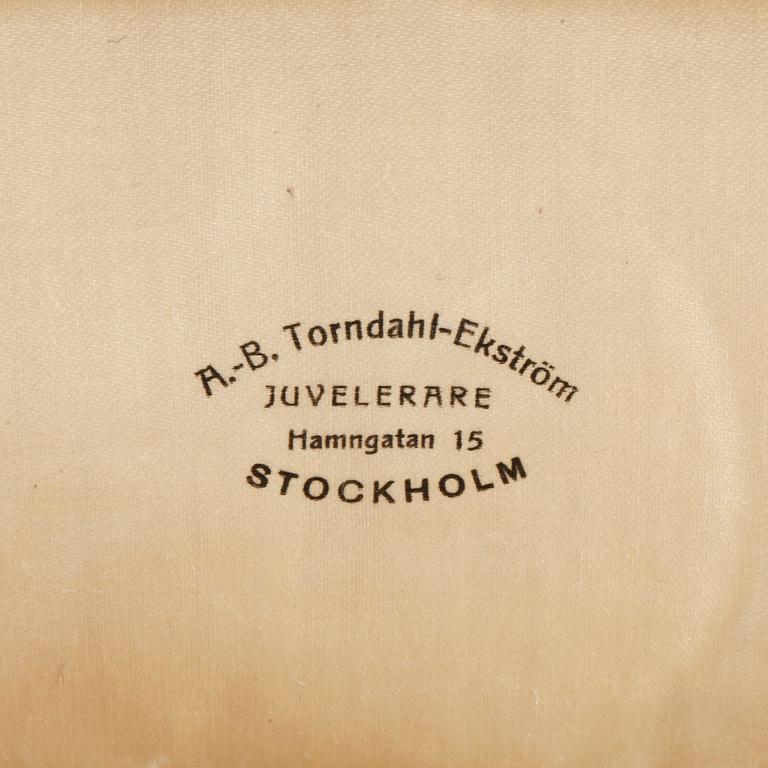 A.-B. Torndahl-Ekström
JUVELERARE
Hamngatan 15
STOCKHOLM